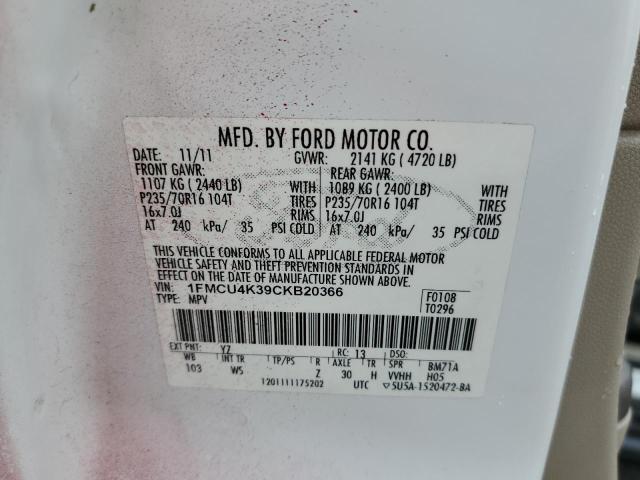 MFD. BY FORD MOTOR CO.
DATE: 11/11 GVWR: 2141 KG ( 4720 LB)
FRONT GAWR: REAR GAWR:
1107 KG ( 2440 LB) WITH 1089 KG ( 2400 LB) WITH
P235/70R16 104T TIRES P235/70R16 104T TIRES
16x7.0J RIMS 16x7.0J RIMS
AT 240 kPa/ 35 PSI COLD AT 240 kPa/ 35 PSI COLD
THIS VEHICLE CONFORMS TO ALL APPLICABLE FEDERAL MOTOR
VEHICLE SAFETY AND THEFT PREVENTION STANDARDS IN
EFFECT ON THE DATE OF MANUFACTURE SHOWN ABOVE.
VIN: 1FMCU4K39CKB20366 F0108
TYPE: MPV T0296
EXT PNT: YZ RC: 13 DSO:
WB INT TR TP/PS R AXLE TR SPR BM71A
103 WS Z 30 H VVHH H05
1201111175202 UTC 5U5A-1520472-BA